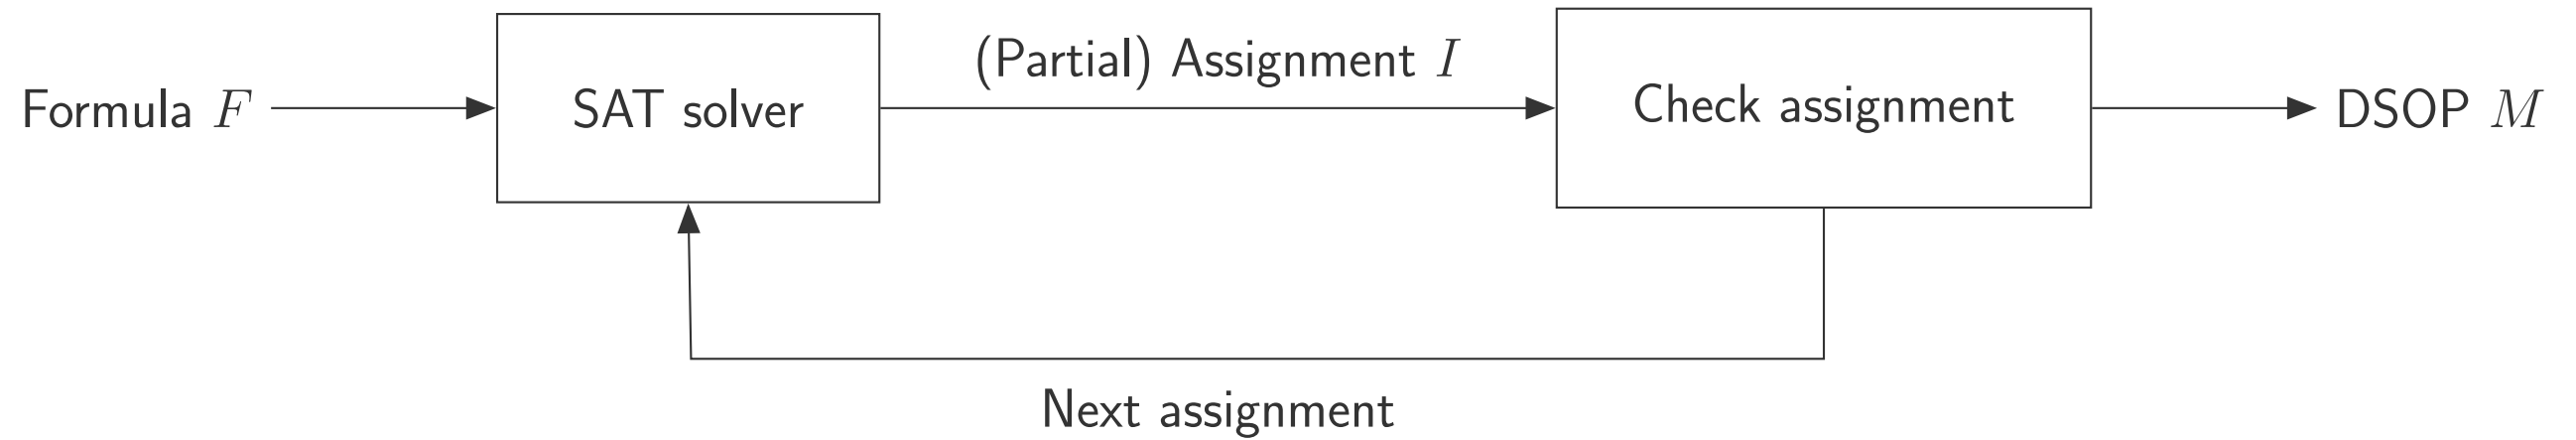 Formula F
SAT solver
(Partial) Assignment I
Check assignment
DSOP M
Next assignment